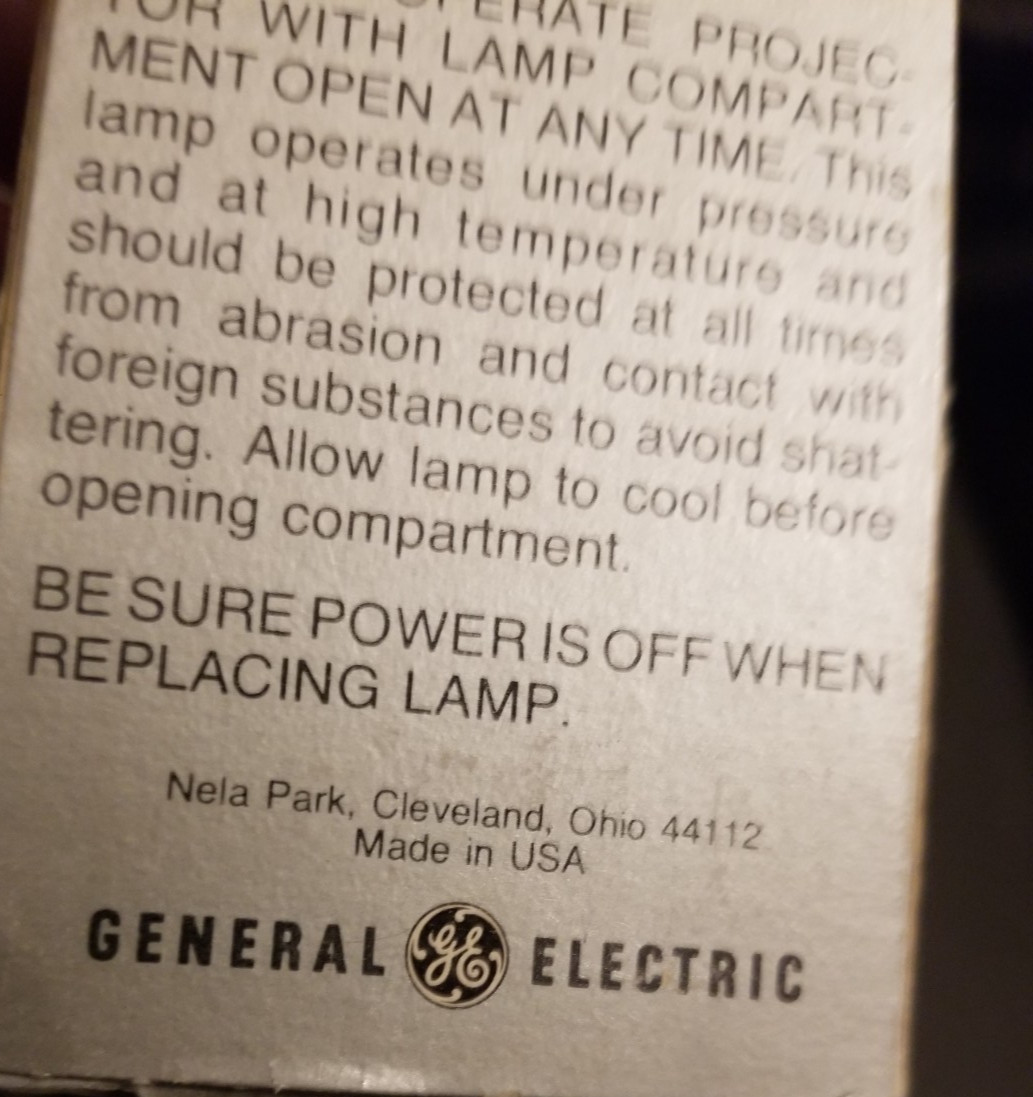 OPERATE PROJEC-
TOR WITH LAMP COMPART-
MENT OPEN AT ANY TIME. This
lamp operates under pressure
and at high temperature and
should be protected at all times
from abrasion and contact with
foreign substances to avoid shat-
tering. Allow lamp to cool before
opening compartment.
BE SURE POWER IS OFF WHEN
REPLACING LAMP.
Nela Park, Cleveland, Ohio 44112
Made in USA
GENERAL GE ELECTRIC